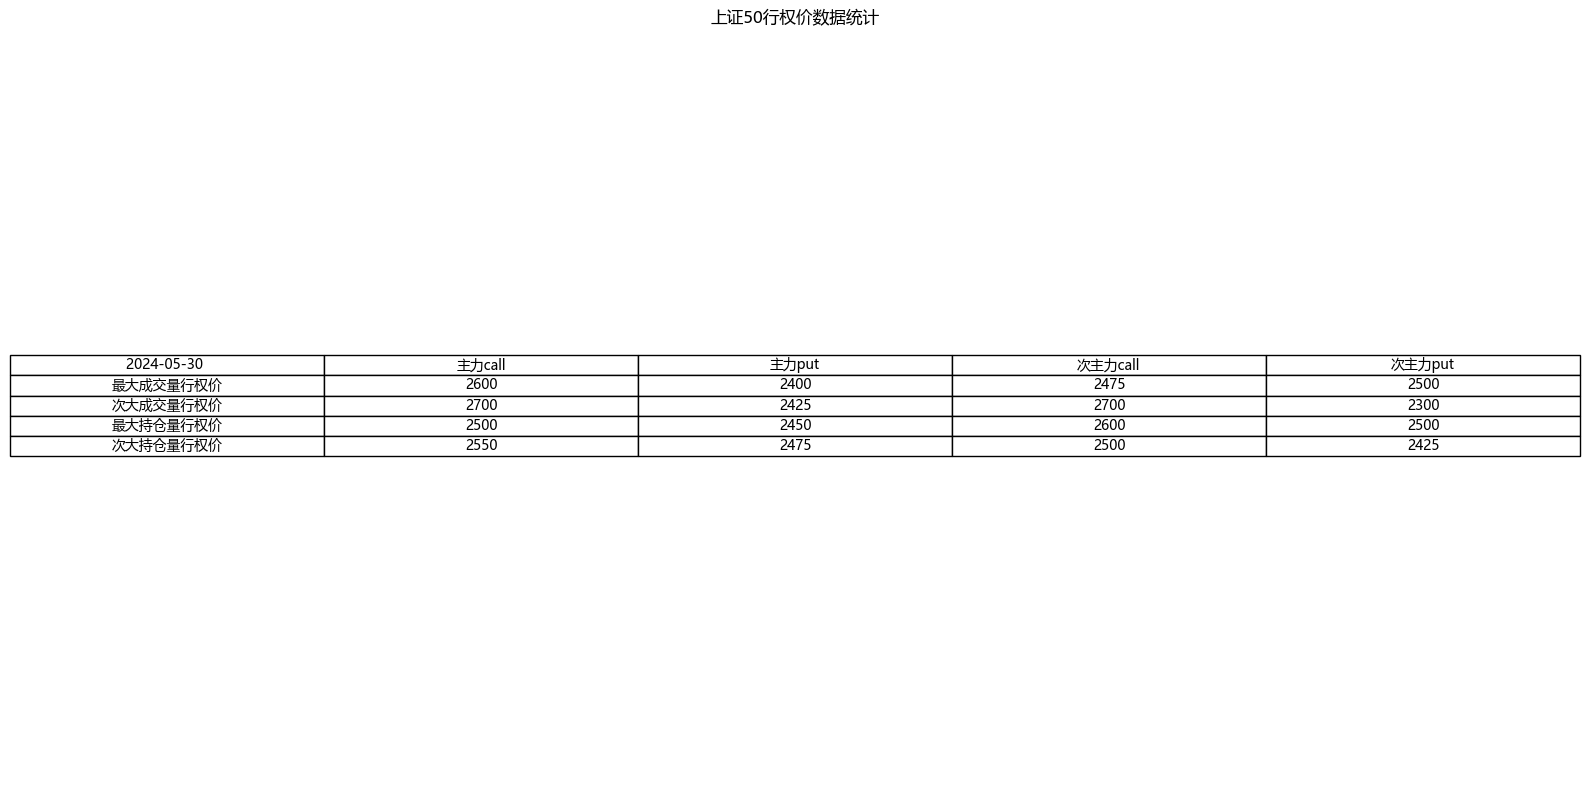 上证50行权价数据统计
2024-05-30 主力call 主力put 次主力call 次主力put
最大成交量行权价 2600 2400 2475 2500
次大成交量行权价 2700 2425 2700 2300
最大持仓量行权价 2500 2450 2600 2500
次大持仓量行权价 2550 2475 2500 2425